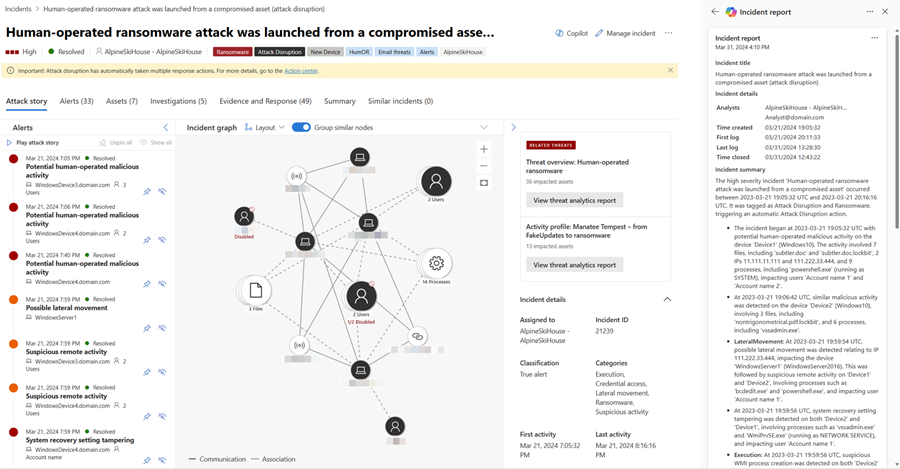 Incidents > Human-operated ransomware attack was launched from a compromised asset (attack disruption)
Human-operated ransomware attack was launched from a compromised asse...
Copilot
Manage incident
...
High
Resolved
AlpineSkiHouse - AlpineSkiHouse
Ransomware
Attack Disruption
New Device
HumOR
Email threats
Alerts
AlpineSkiHouse
Important! Attack disruption has automatically taken multiple response actions. For more details, go to the Action center.
Attack story
Alerts (33)
Assets (7)
Investigations (5)
Evidence and Response (49)
Summary
Similar incidents (0)
Alerts
Play attack story
Unpin all
Show all
Mar 21, 2024 7:05 PM
Resolved
Potential human-operated malicious
activity
WindowsDevice3.domain.com
3
Users
Mar 21, 2024 7:06 PM
Resolved
Potential human-operated malicious
activity
WindowsDevice4.domain.com
2
Users
Mar 21, 2024 7:40 PM
Resolved
Potential human-operated malicious
activity
WindowsDevice4.domain.com
Mar 21, 2024 7:59 PM
Resolved
Possible lateral movement
WindowsServer1
Mar 21, 2024 7:59 PM
Resolved
Suspicious remote activity
WindowsDevice3.domain.com
2
Users
Mar 21, 2024 7:59 PM
Resolved
Suspicious remote activity
WindowsDevice4.domain.com
2
Users
Mar 21, 2024 7:59 PM
Resolved
System recovery setting tampering
WindowsDevice4.domain.com
Account name
Incident graph
Layout
Group similar nodes
2 Users
Disabled
14 Processes
3 Files
2 Users
1/2 Disabled
Communication
Association
RELATED THREATS
Threat overview: Human-operated
ransomware
36 impacted assets
View threat analytics report
Activity profile: Manatee Tempest – from
FakeUpdates to ransomware
13 impacted assets
View threat analytics report
Incident details
Assigned to
AlpineSkiHouse -
AlpineSkiHouse
Incident ID
21239
Classification
True alert
Categories
Execution,
Credential access,
Lateral movement,
Ransomware,
Suspicious activity
First activity
Mar 21, 2024 7:05:32
PM
Last activity
Mar 21, 2024 8:16:16
PM
Incident report
Incident report
Mar 31, 2024 4:10 PM
Incident title
Human-operated ransomware attack was launched from a
compromised asset (attack disruption)
Incident details
Analysts
AlpineSkiHouse - AlpineSkiH...
Analyst@domain.com
Time created
03/21/2024 19:05:32
First log
03/21/2024 20:11:33
Last log
03/21/2024 13:28:30
Time closed
03/21/2024 12:43:22
Incident summary
The high severity incident 'Human-operated ransomware
attack was launched from a compromised asset' occurred
between 2023-03-21 19:05:32 UTC and 2023-03-21 20:16:16
UTC. It was tagged as Attack Disruption and Ransomware,
triggering an automatic Attack Disruption action.
• The incident began at 2023-03-21 19:05:32 UTC with
potential human-operated malicious activity on the
device 'Device1' (Windows10). The activity involved 7
files, including 'subtler.doc' and 'subtler.doc.lockbit', 2
IPs 11.111.11.111 and 111.222.33.444, and 9
processes, including 'powershell.exe' (running as
SYSTEM), impacting users 'Account name 1' and
'Account name 2'.
• At 2023-03-21 19:06:42 UTC, similar malicious activity
was detected on the device 'Device2' (Windows10),
involving 3 files, including
'nontrigonometrical.pdf.lockbit', and 6 processes,
including 'vssadmin.exe'.
• LateralMovement: At 2023-03-21 19:59:54 UTC,
possible lateral movement was detected relating to IP
111.222.33.444, impacting the device
'WindowsServer1' (WindowsServer2016). This was
followed by suspicious remote activity on 'Device1'
and 'Device2', involving processes such as
'bcdedit.exe' and 'powershell.exe', and impacting user
'Account name 1'.
• At 2023-03-21 19:59:56 UTC, system recovery setting
tampering was detected on both 'Device2' and
'Device1', involving processes such as 'vssadmin.exe'
and 'WmiPrvSE.exe' (running as NETWORK SERVICE),
and impacting user 'Account name 1'.
• Execution: At 2023-03-21 19:59:56 UTC, suspicious
WMI process creation was detected on both 'Device2'